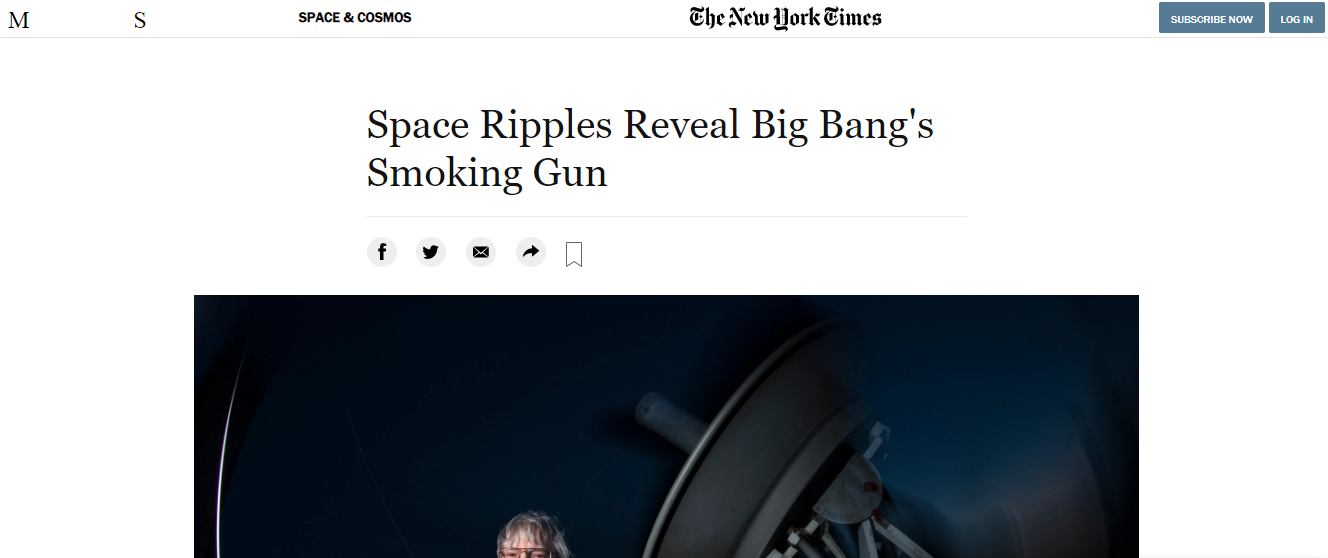 M S SPACE & COSMOS The New York Times SUBSCRIBE NOW LOG IN
Space Ripples Reveal Big Bang's
Smoking Gun